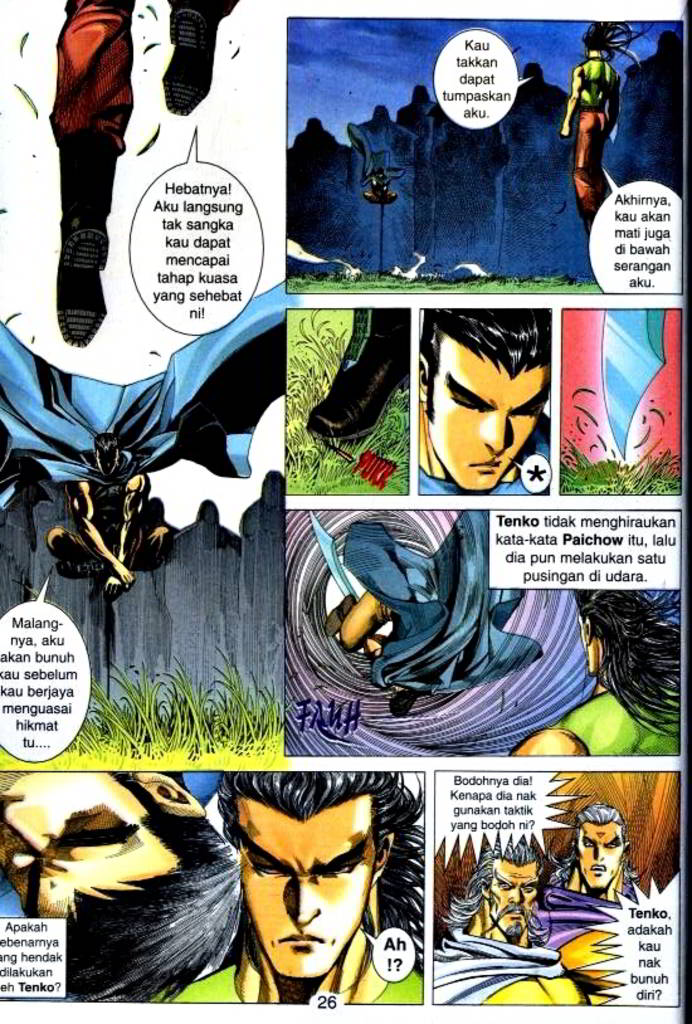 Hebatnya!
Aku langsung
tak sangka
kau dapat
mencapai
tahap kuasa
yang sehebat
ni!
Malang-
nya, aku
akan bunuh
kau sebelum
kau berjaya
menguasai
hikmat
tu....
Kau
takkan
dapat
tumpaskan
aku.
Akhirnya,
kau akan
mati juga
di bawah
serangan
aku.
*
Tenko tidak menghiraukan
kata-kata Paichow itu, lalu
dia pun melakukan satu
pusingan di udara.
Apakah
ebenarnya
ang hendak
dilakukan
eh Tenko?
Ah
!?
Bodohnya dia!
Kenapa dia nak
gunakan taktik
yang bodoh ni?
Tenko,
adakah
kau
nak
bunuh
diri?
26